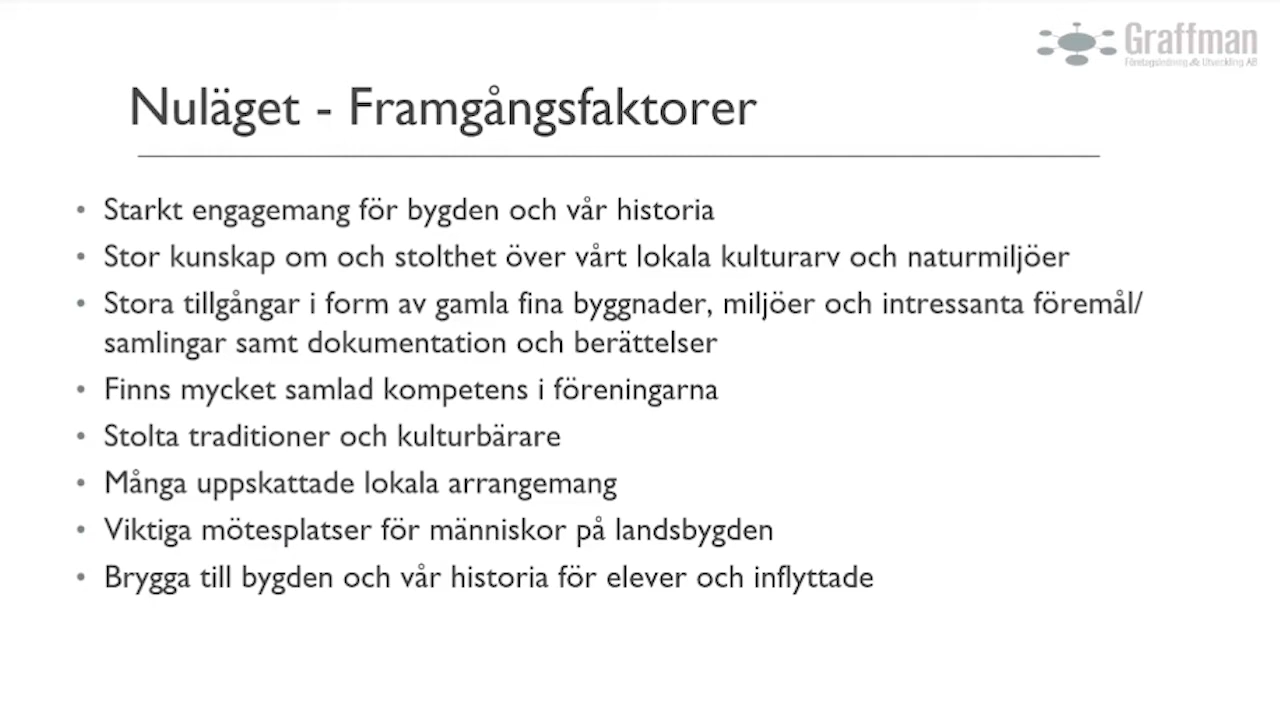 Graffman
Företagsledning & Utveckling AB
Nuläget - Framgångsfaktorer
• Starkt engagemang för bygden och vår historia
• Stor kunskap om och stolthet över vårt lokala kulturarv och naturmiljöer
• Stora tillgångar i form av gamla fina byggnader, miljöer och intressanta föremål/
samlingar samt dokumentation och berättelser
• Finns mycket samlad kompetens i föreningarna
• Stolta traditioner och kulturbärare
• Många uppskattade lokala arrangemang
• Viktiga mötesplatser för människor på landsbygden
• Brygga till bygden och vår historia för elever och inflyttade